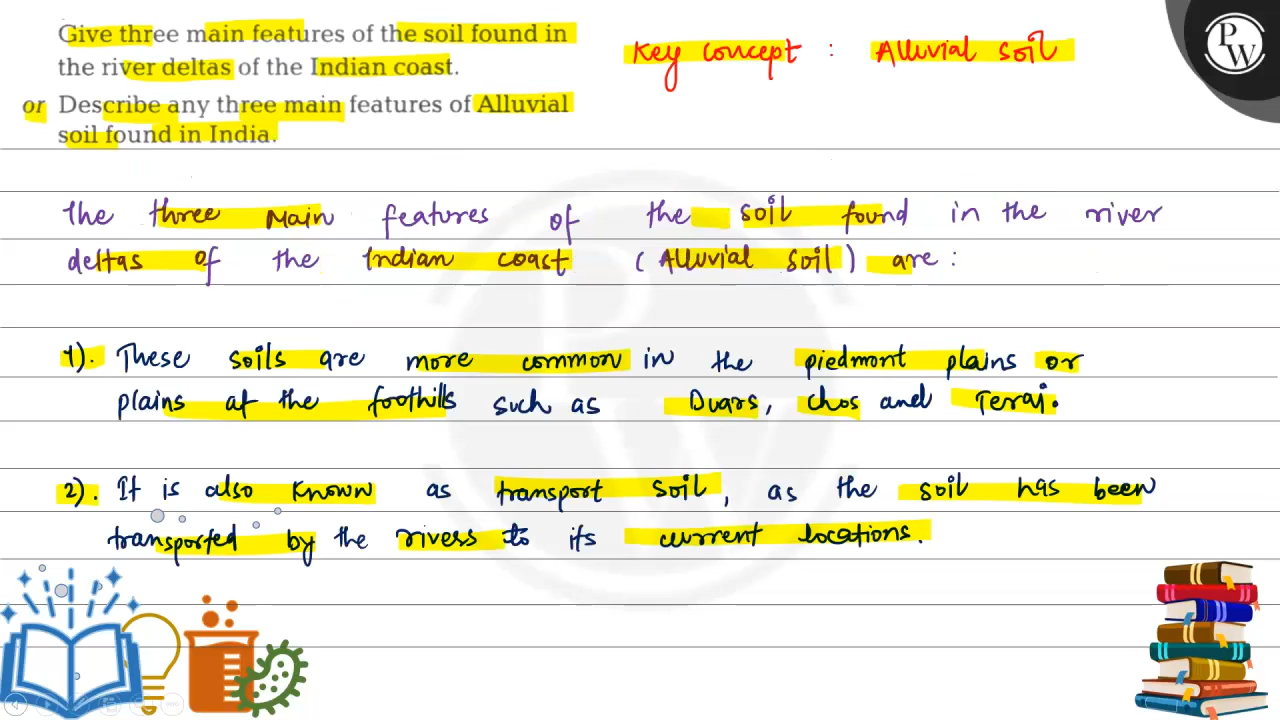 Give three main features of the soil found in
the river deltas of the Indian coast.
or Describe any three main features of Alluvial
soil found in India.
Key concept : Alluvial soil
PW
The three Main features of the soil found in the river
deltas of the Indian coast (Alluvial soil) are :
1). These soils are more common in the piedmont plains or
plains at the foothills such as Duars, chos and Terai.
2). It is also known as transport soil, as the soil has been
transported by the rivers to its current locations.